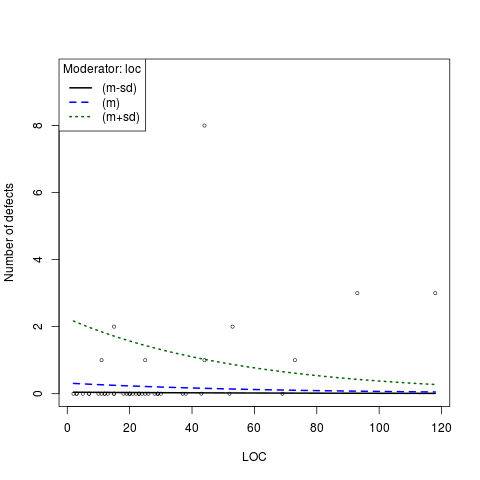 Moderator: loc
(m-sd)
(m)
(m+sd)
Number of defects
8
6
4
2
0
0 20 40 60 80 100 120
LOC